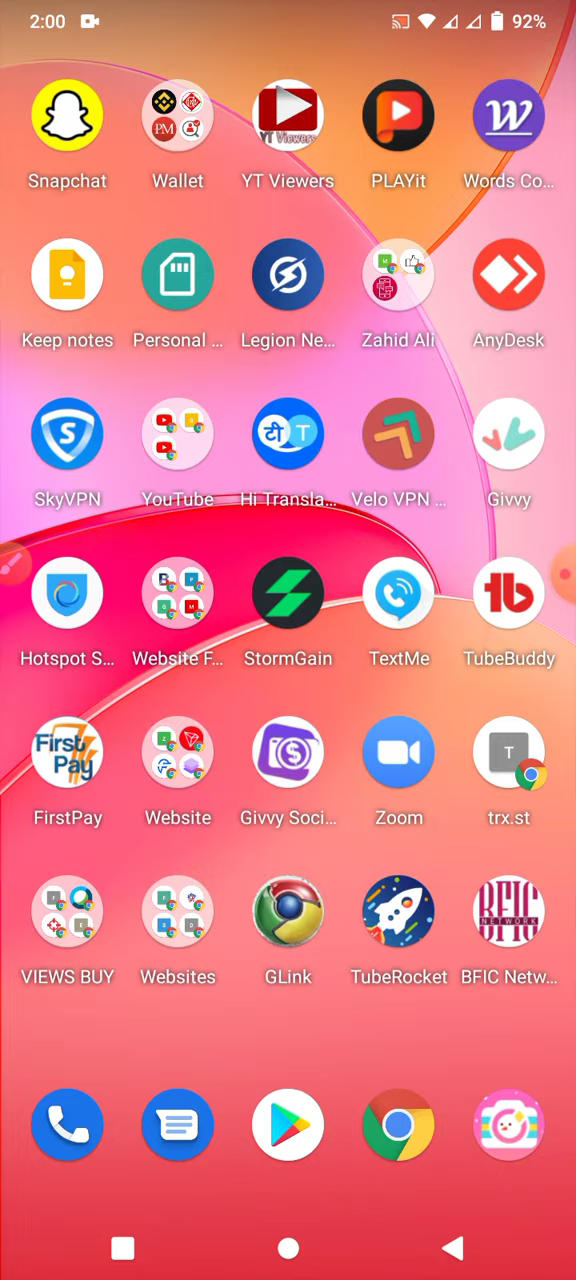 2:00 92%
Snapchat Wallet YT Viewers PLAYit Words Co...
Keep notes Personal ... Legion Ne... Zahid Ali AnyDesk
SkyVPN YouTube Hi Transla... Velo VPN ... Givvy
Hotspot S... Website F... StormGain TextMe TubeBuddy
FirstPay Website Givvy Soci... Zoom trx.st
VIEWS BUY Websites GLink TubeRocket BFIC Netw...